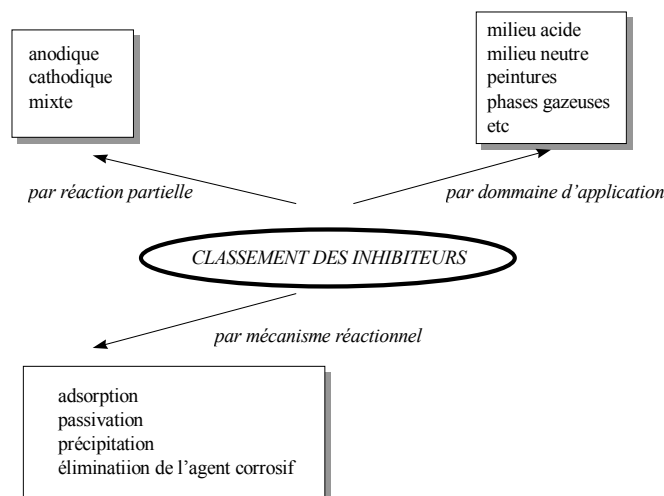 anodique
cathodique
mixte
milieu acide
milieu neutre
peintures
phases gazeuses
etc
par réaction partielle
par dommaine d'application
CLASSEMENT DES INHIBITEURS
par mécanisme réactionnel
adsorption
passivation
précipitation
éliminatiion de l'agent corrosif